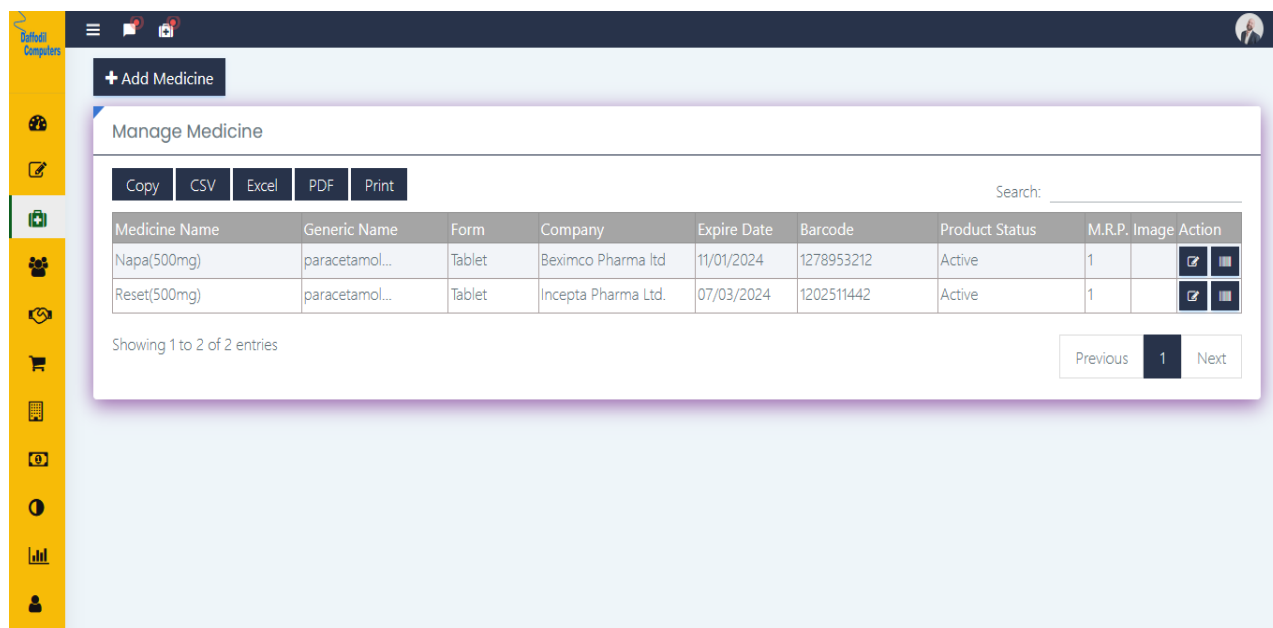 Daffodil
Computers
Add Medicine
Manage Medicine
Copy CSV Excel PDF Print
Search:
Medicine Name Generic Name Form Company Expire Date Barcode Product Status M.R.P. Image Action
Napa(500mg) paracetamol... Tablet Beximco Pharma ltd 11/01/2024 1278953212 Active 1
Reset(500mg) paracetamol... Tablet Incepta Pharma Ltd. 07/03/2024 1202511442 Active 1
Showing 1 to 2 of 2 entries
Previous 1 Next